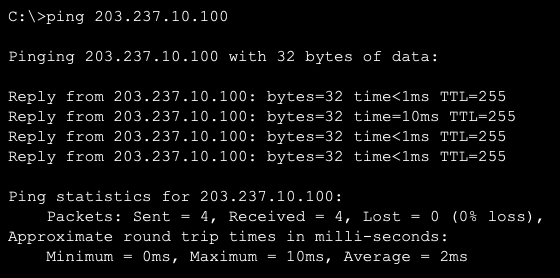 C:\>ping 203.237.10.100
Pinging 203.237.10.100 with 32 bytes of data:
Reply from 203.237.10.100: bytes=32 time<1ms TTL=255
Reply from 203.237.10.100: bytes=32 time=10ms TTL=255
Reply from 203.237.10.100: bytes=32 time<1ms TTL=255
Reply from 203.237.10.100: bytes=32 time<1ms TTL=255
Ping statistics for 203.237.10.100:
Packets: Sent = 4, Received = 4, Lost = 0 (0% loss),
Approximate round trip times in milli-seconds:
Minimum = 0ms, Maximum = 10ms, Average = 2ms